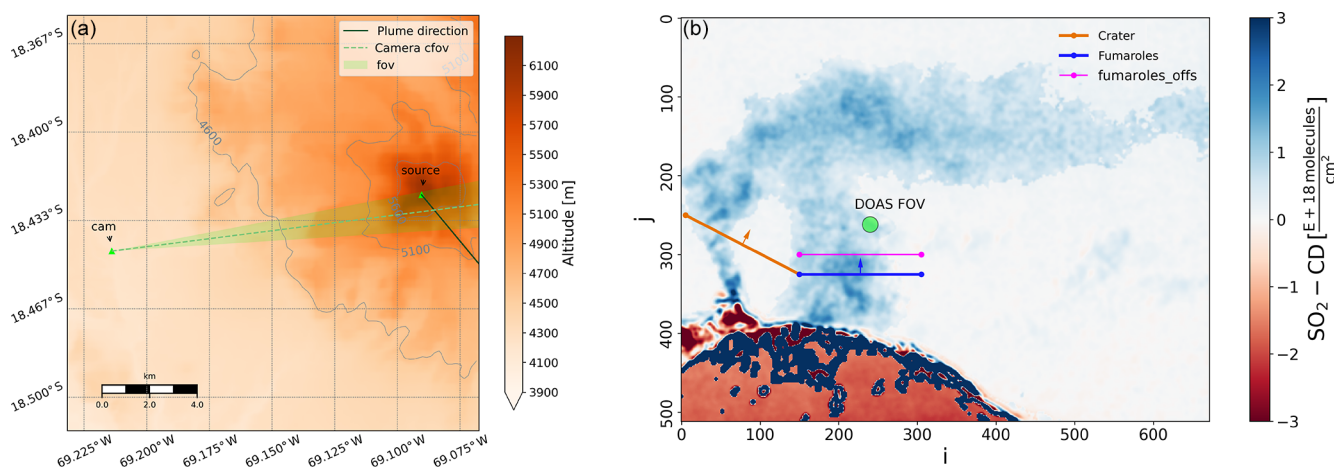 (a)
Plume direction
Camera cfov
fov
18.367°S
18.400°S
18.433°S
18.467°S
18.500°S
69.225°W
69.200°W
69.175°W
69.150°W
69.125°W
69.100°W
69.075°W
5100
4600
source
cam
5100
km
0.0 2.0 4.0
6100
5900
5700
5500
5300
5100
4900
4700
4500
4300
4100
3900
Altitude [m]
(b)
Crater
Fumaroles
fumaroles_offs
DOAS FOV
j
0
100
200
300
400
500
0 100 200 300 400 500 600
i
3
2
1
0
−1
−2
−3
SO₂ − CD [E + 18 molecules / cm²]